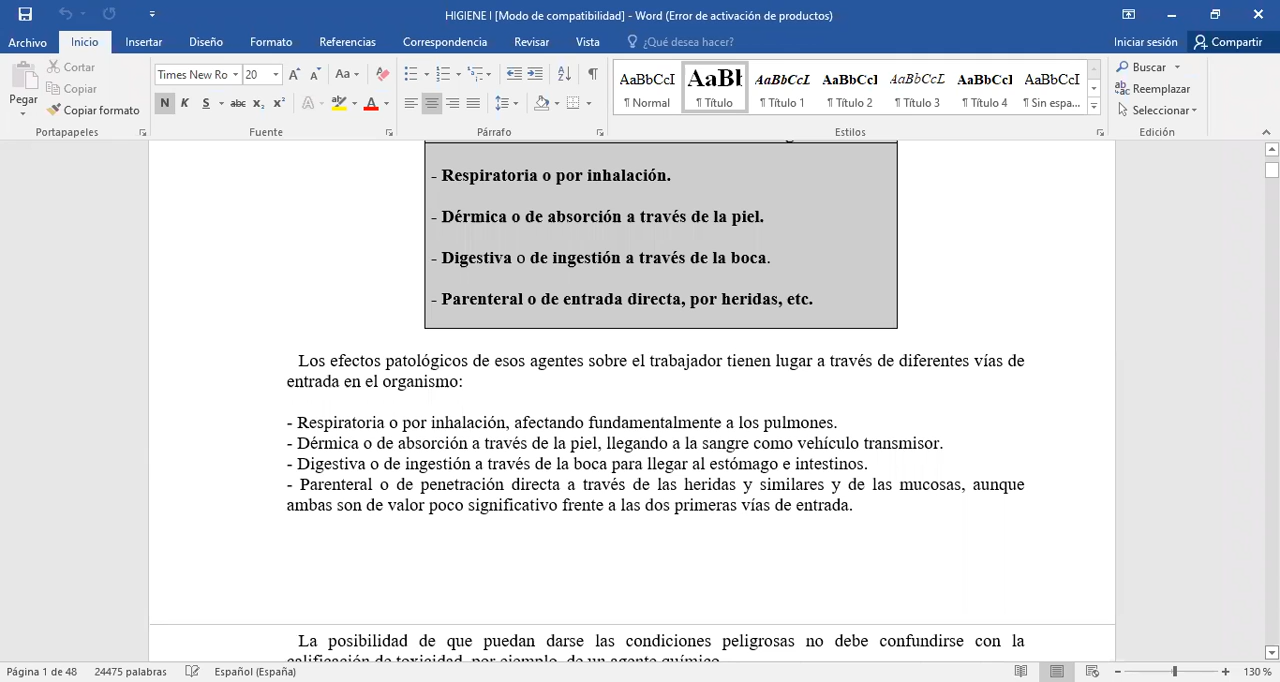 HIGIENE I [Modo de compatibilidad] - Word (Error de activación de productos)
Archivo Inicio Insertar Diseño Formato Referencias Correspondencia Revisar Vista ¿Qué desea hacer? Iniciar sesión Compartir
Pegar
Cortar
Copiar
Copiar formato
Portapapeles
Times New Ro 20 Aa
N K S abc x₂ x² A A
Fuente
Párrafo
AaBbCcI AaBb AaBbCcL AaBbCcI AaBbCcL AaBbCcI AaBbCcI
¶ Normal ¶ Título ¶ Título 1 ¶ Título 2 ¶ Título 3 ¶ Título 4 ¶ Sin espa...
Estilos
Buscar
Reemplazar
Seleccionar
Edición
- Respiratoria o por inhalación.
- Dérmica o de absorción a través de la piel.
- Digestiva o de ingestión a través de la boca.
- Parenteral o de entrada directa, por heridas, etc.
Los efectos patológicos de esos agentes sobre el trabajador tienen lugar a través de diferentes vías de
entrada en el organismo:
- Respiratoria o por inhalación, afectando fundamentalmente a los pulmones.
- Dérmica o de absorción a través de la piel, llegando a la sangre como vehículo transmisor.
- Digestiva o de ingestión a través de la boca para llegar al estómago e intestinos.
- Parenteral o de penetración directa a través de las heridas y similares y de las mucosas, aunque
ambas son de valor poco significativo frente a las dos primeras vías de entrada.
La posibilidad de que puedan darse las condiciones peligrosas no debe confundirse con la
calificación de toxicidad, por ejemplo, de un agente químico.
Página 1 de 48 24475 palabras Español (España) 130 %